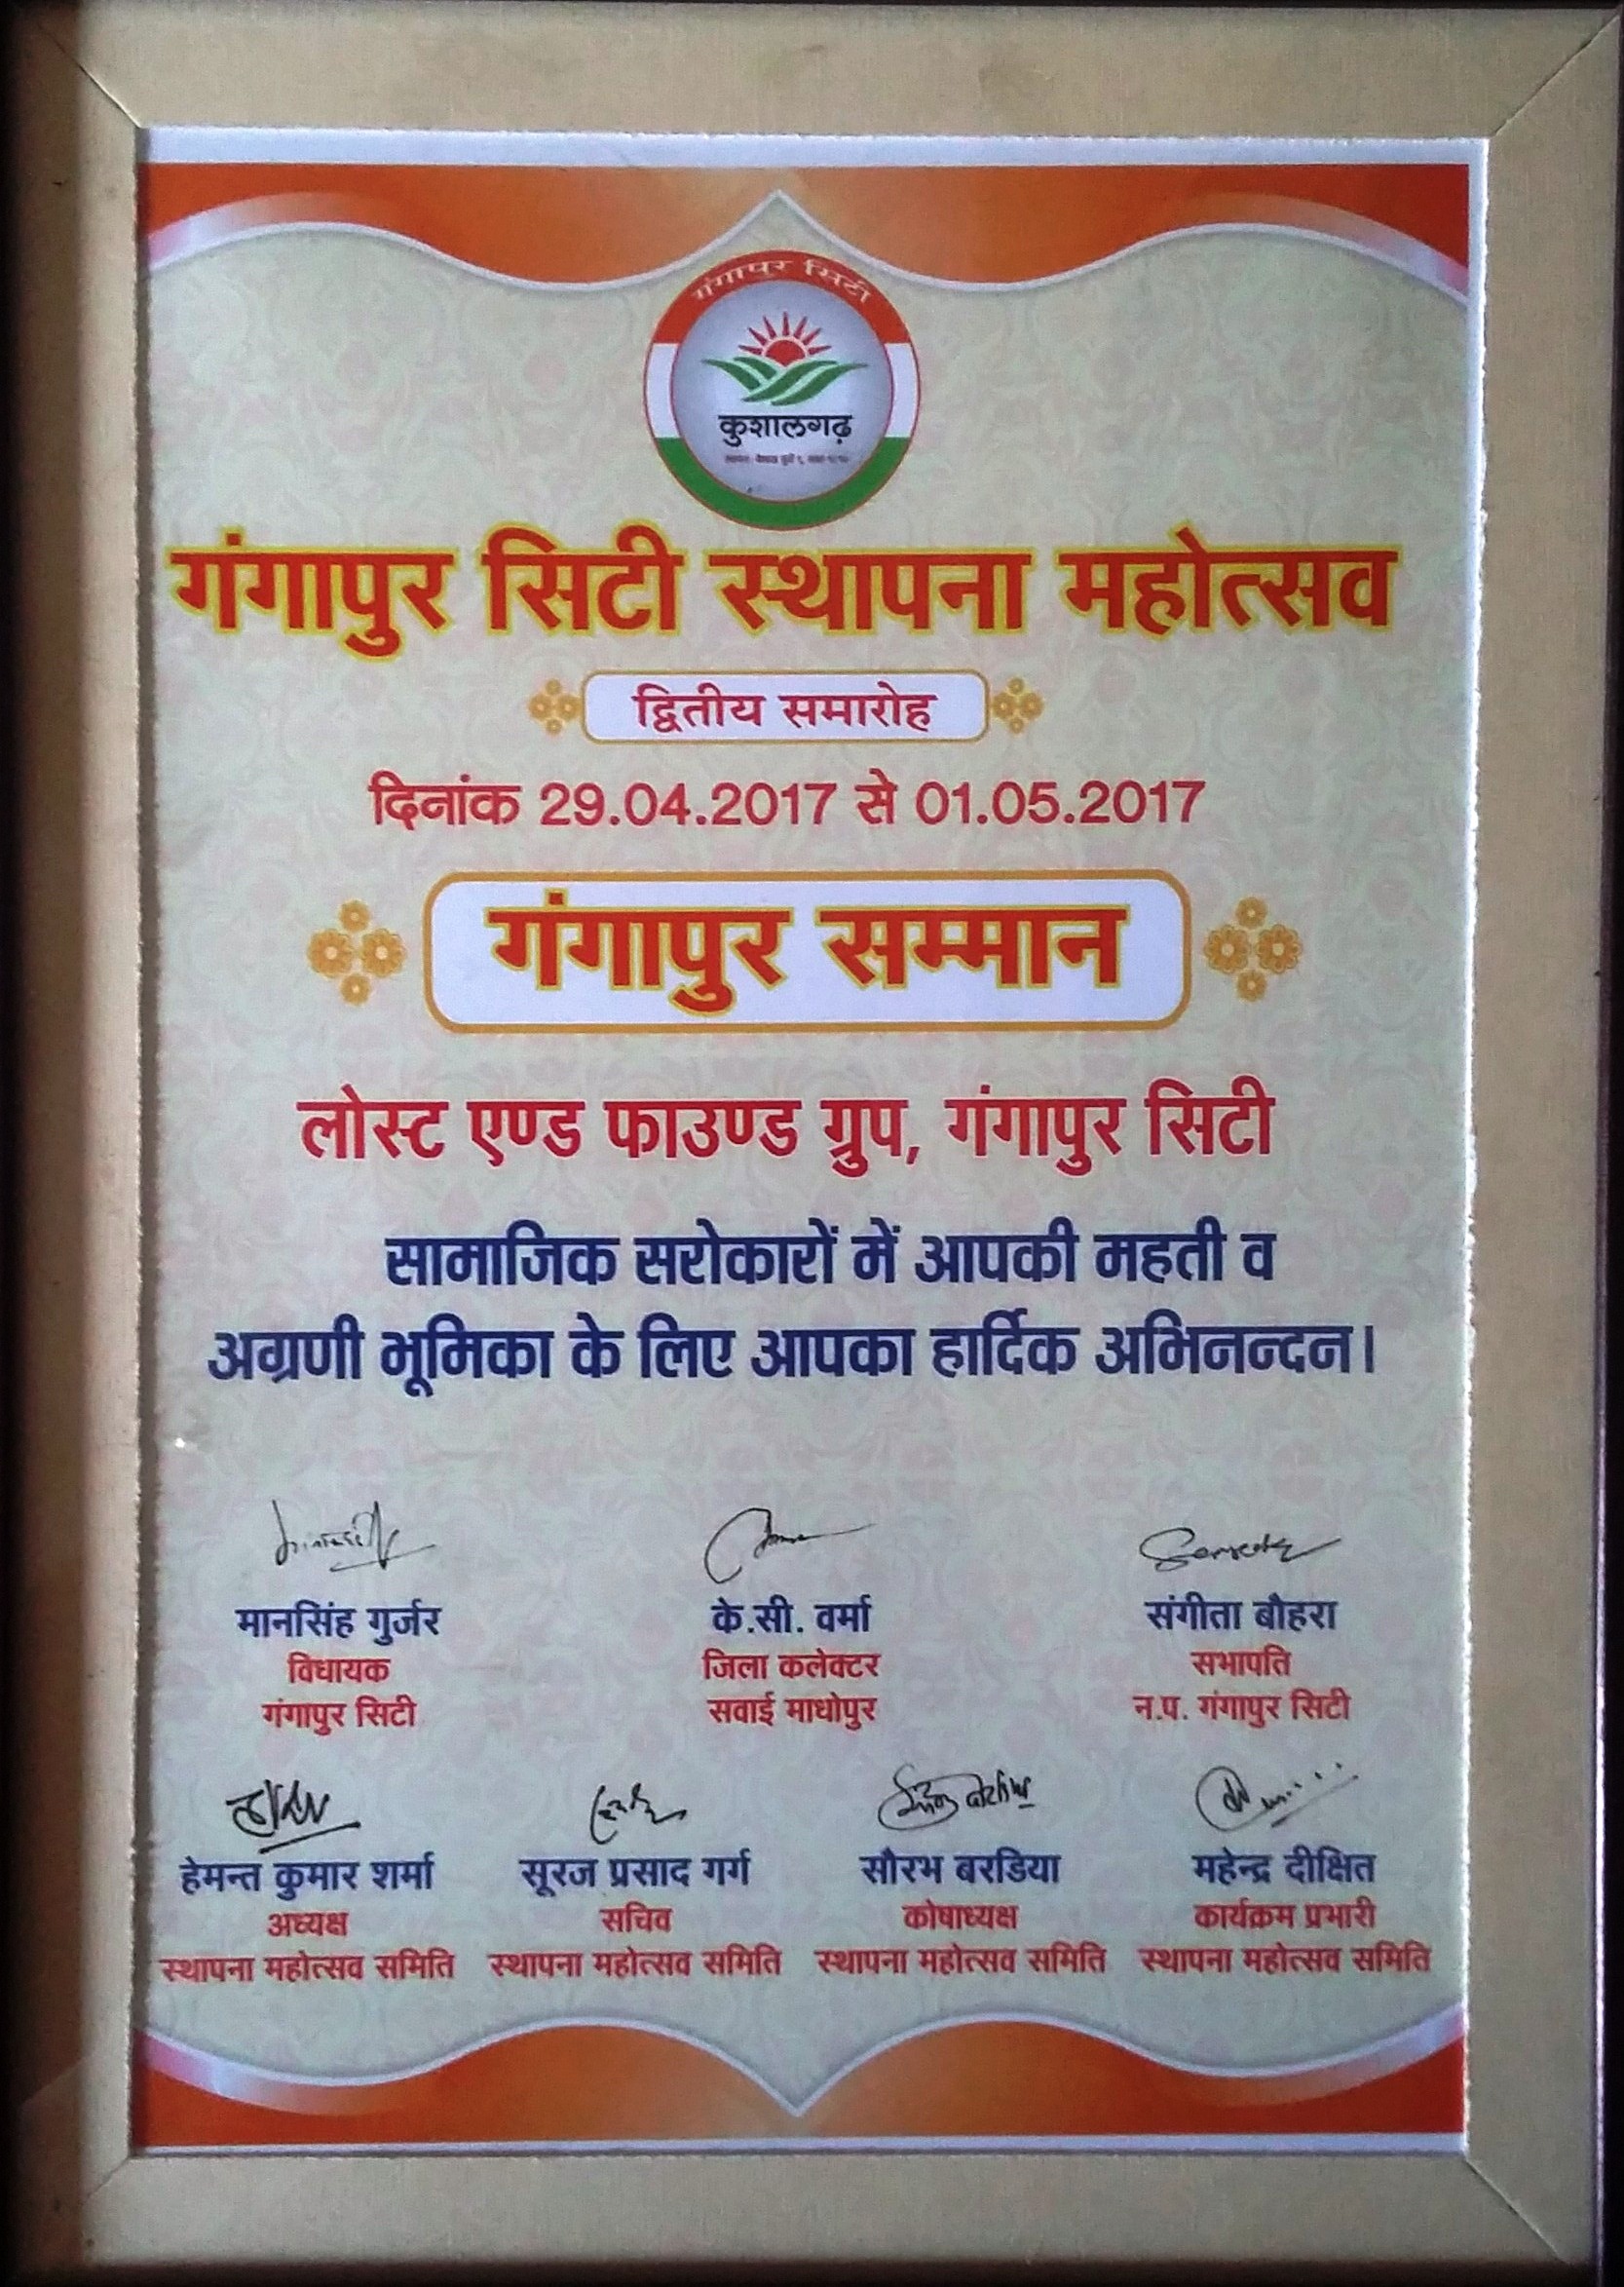 गंगापुर सिटी
कुशालगढ़
गंगापुर सिटी स्थापना महोत्सव
द्वितीय समारोह
दिनांक 29.04.2017 से 01.05.2017
गंगापुर सम्मान
लोस्ट एण्ड फाउण्ड ग्रुप, गंगापुर सिटी
सामाजिक सरोकारों में आपकी महती व
अग्रणी भूमिका के लिए आपका हार्दिक अभिनन्दन।
मानसिंह गुर्जर
विधायक
गंगापुर सिटी
के.सी. वर्मा
जिला कलेक्टर
सवाई माधोपुर
संगीता बौहरा
सभापति
न.प. गंगापुर सिटी
हेमन्त कुमार शर्मा
अध्यक्ष
स्थापना महोत्सव समिति
सूरज प्रसाद गर्ग
सचिव
स्थापना महोत्सव समिति
सौरभ बरडिया
कोषाध्यक्ष
स्थापना महोत्सव समिति
महेन्द्र दीक्षित
कार्यक्रम प्रभारी
स्थापना महोत्सव समिति